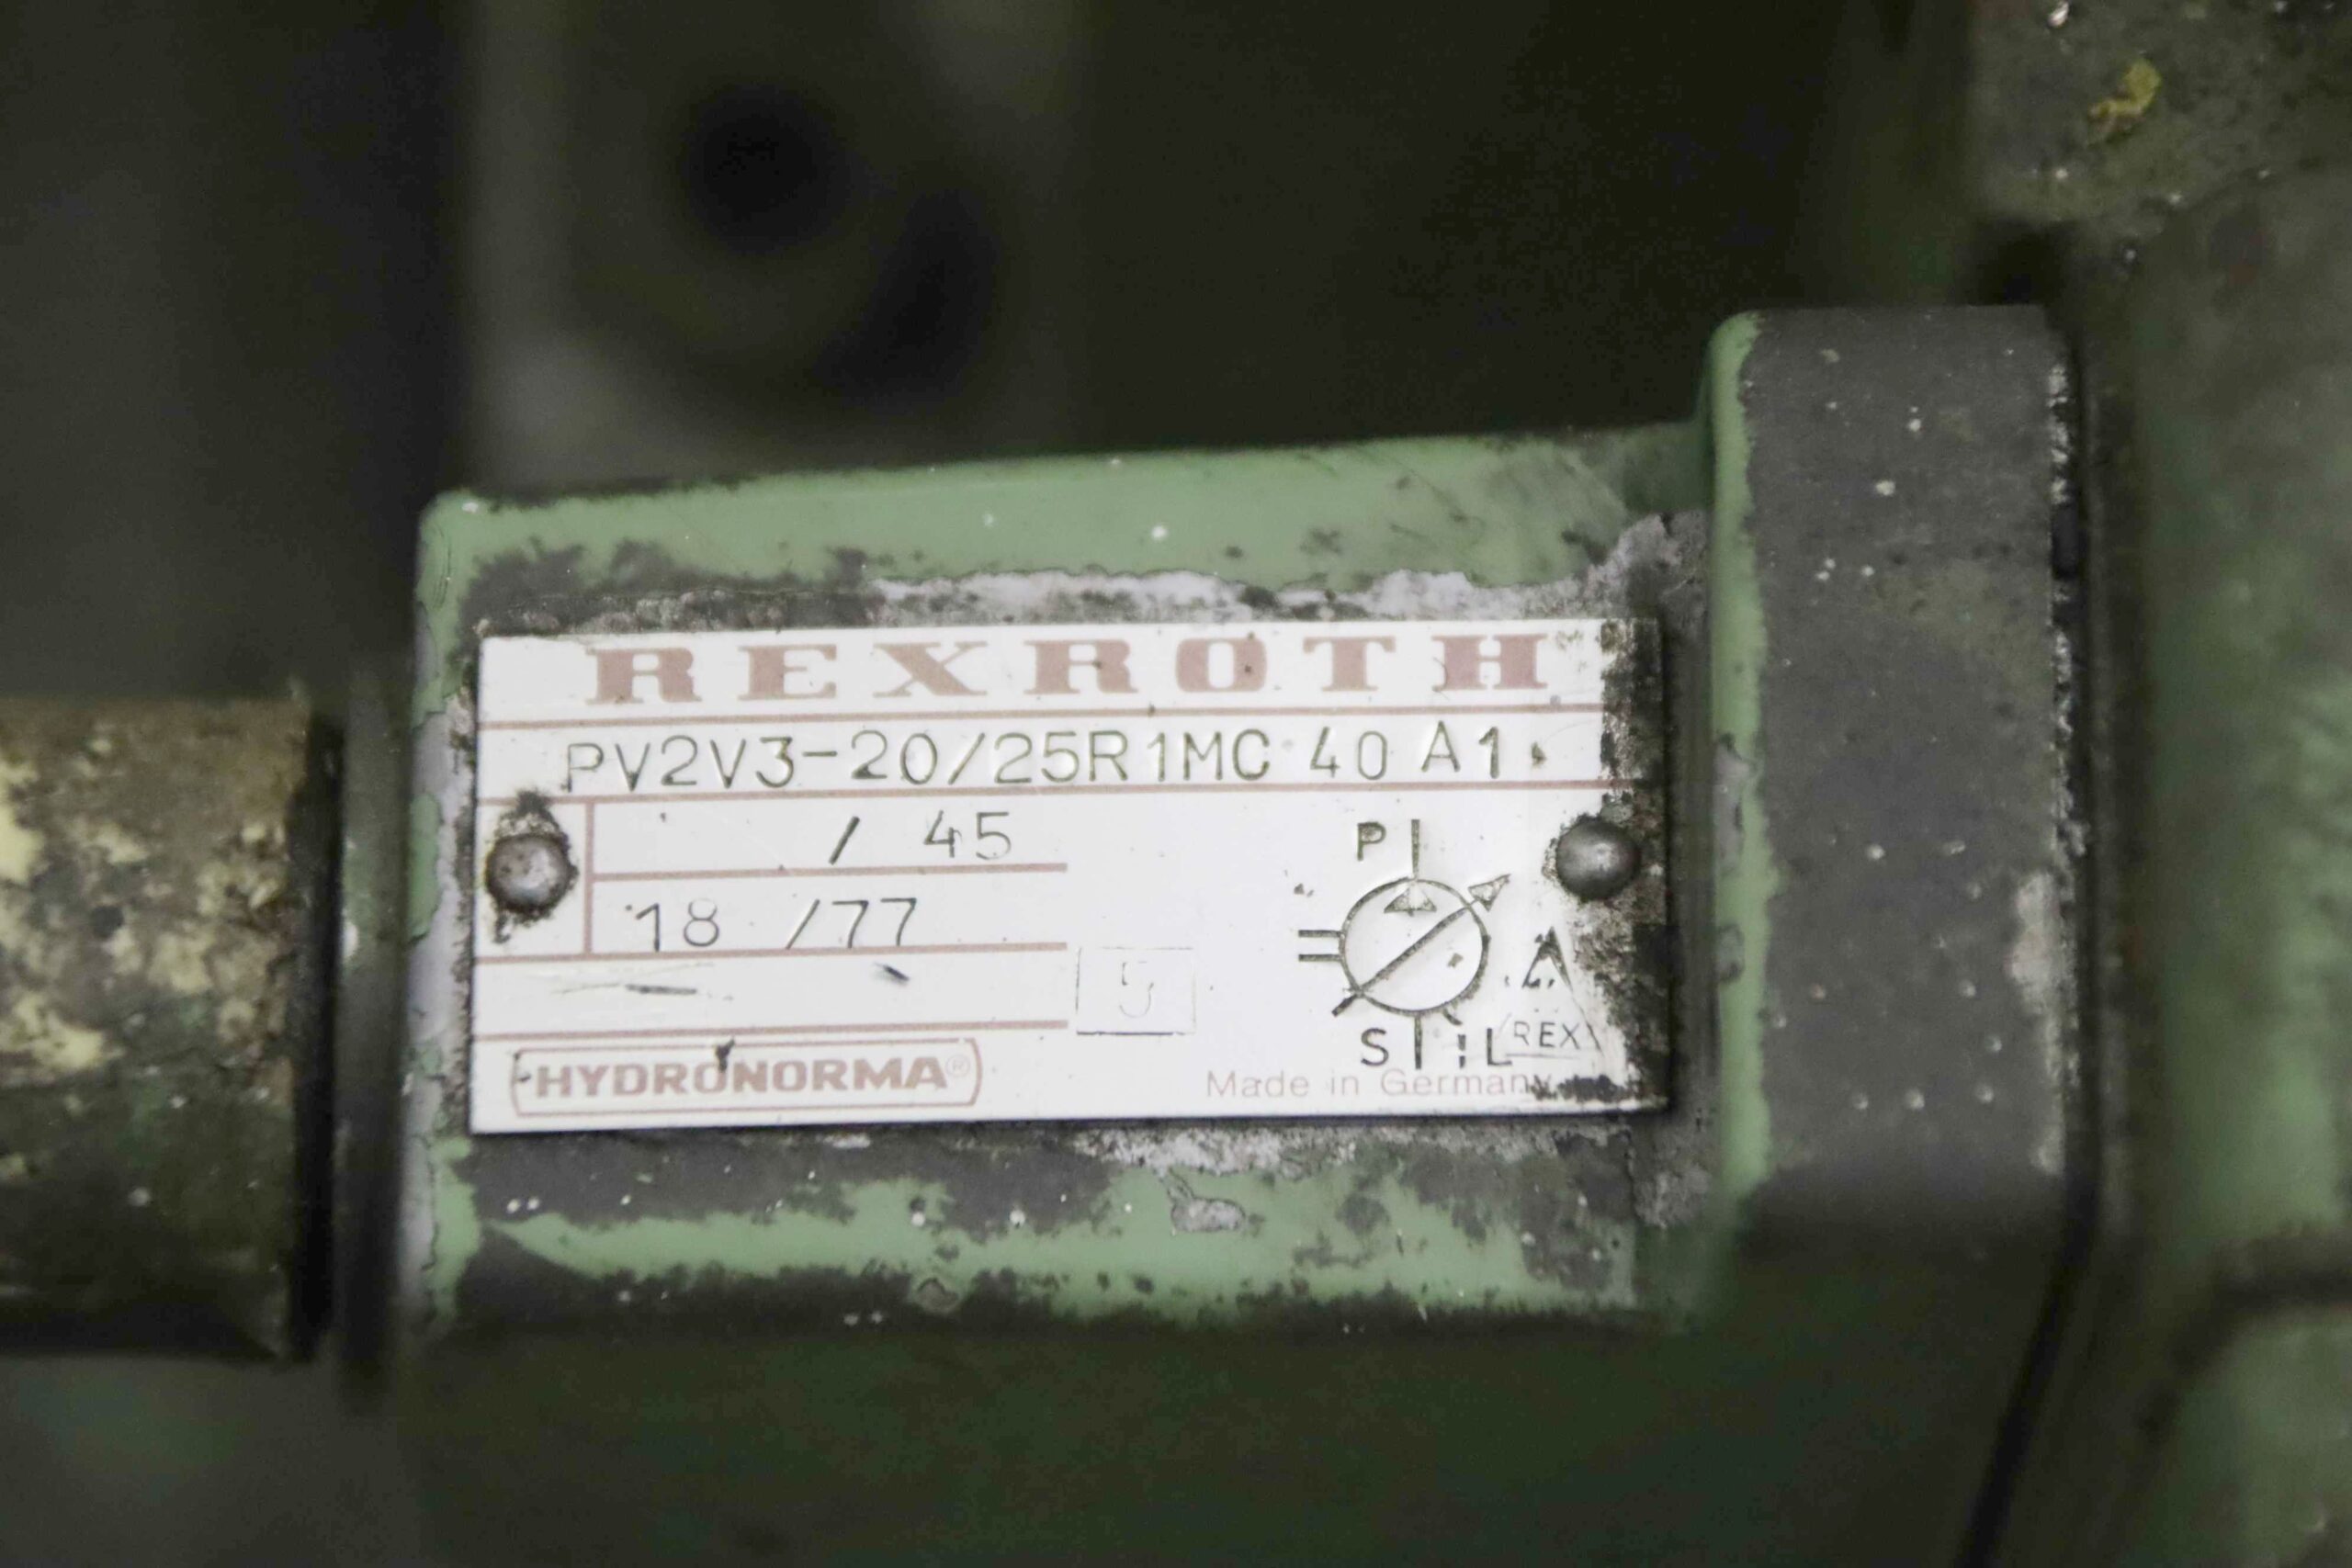 REXROTH
PV2V3-20/25R1MC 40 A1
/ 45
18 /77
5
P
A
S L
REX
HYDRONORMA®
Made in Germany